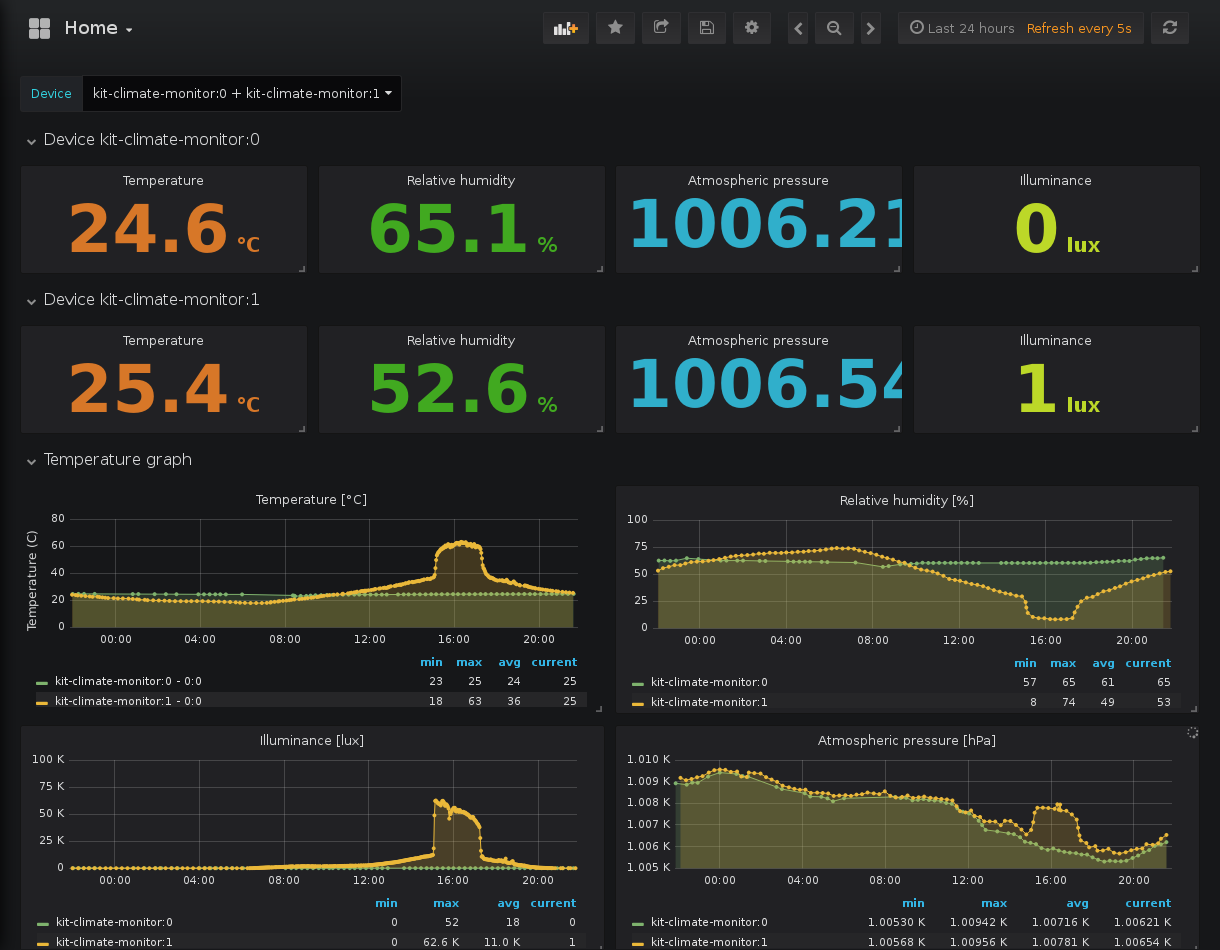 Home
Last 24 hours Refresh every 5s
Device kit-climate-monitor:0 + kit-climate-monitor:1
Device kit-climate-monitor:0
Temperature Relative humidity Atmospheric pressure Illuminance
24.6 °C 65.1 % 1006.21 0 lux
Device kit-climate-monitor:1
Temperature Relative humidity Atmospheric pressure Illuminance
25.4 °C 52.6 % 1006.54 1 lux
Temperature graph
Temperature [°C]
Temperature (C)
80
60
40
20
0
00:00 04:00 08:00 12:00 16:00 20:00
min max avg current
kit-climate-monitor:0 - 0:0 23 25 24 25
kit-climate-monitor:1 - 0:0 18 63 36 25
Relative humidity [%]
100
75
50
25
0
00:00 04:00 08:00 12:00 16:00 20:00
min max avg current
kit-climate-monitor:0 57 65 61 65
kit-climate-monitor:1 8 74 49 53
Illuminance [lux]
100 K
75 K
50 K
25 K
0
00:00 04:00 08:00 12:00 16:00 20:00
min max avg current
kit-climate-monitor:0 0 52 18 0
kit-climate-monitor:1 0 62.6 K 11.0 K 1
Atmospheric pressure [hPa]
1.010 K
1.009 K
1.008 K
1.007 K
1.006 K
1.005 K
00:00 04:00 08:00 12:00 16:00 20:00
min max avg current
kit-climate-monitor:0 1.00530 K 1.00942 K 1.00716 K 1.00621 K
kit-climate-monitor:1 1.00568 K 1.00956 K 1.00781 K 1.00654 K